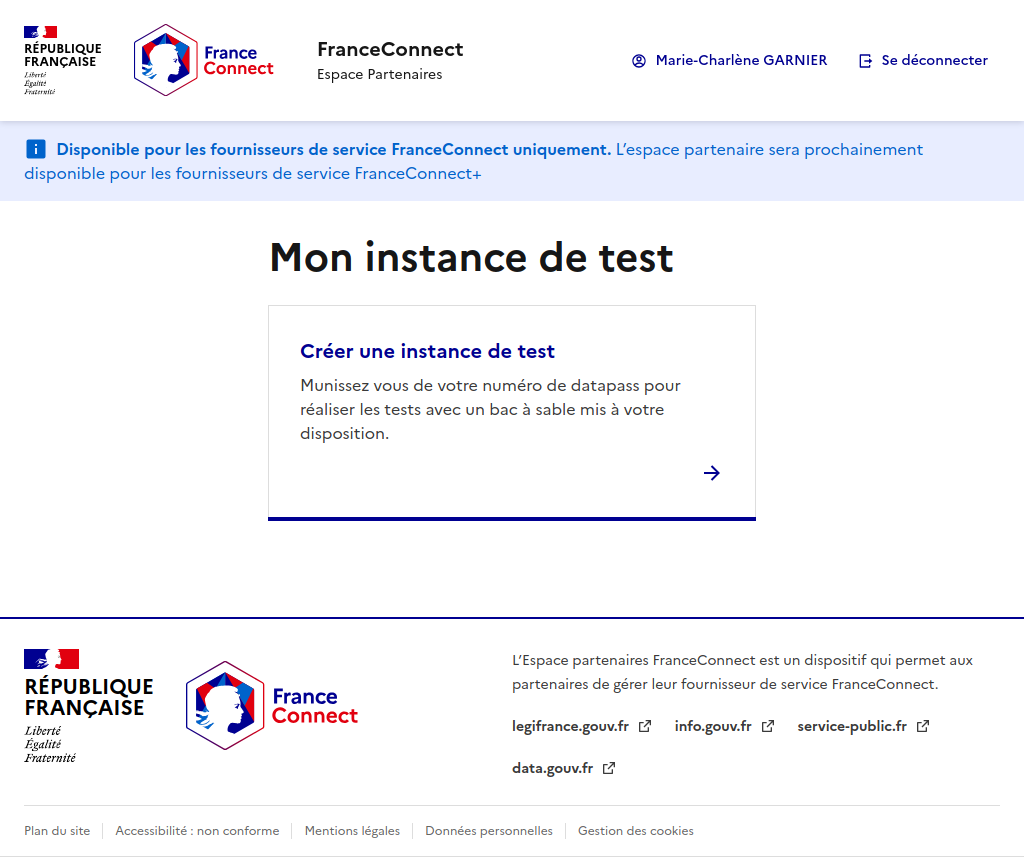 RÉPUBLIQUE
FRANÇAISE
Liberté
Égalité
Fraternité
France
Connect
FranceConnect
Espace Partenaires
Marie-Charlène GARNIER
Se déconnecter
Disponible pour les fournisseurs de service FranceConnect uniquement. L’espace partenaire sera prochainement
disponible pour les fournisseurs de service FranceConnect+
Mon instance de test
Créer une instance de test
Munissez vous de votre numéro de datapass pour
réaliser les tests avec un bac à sable mis à votre
disposition.
RÉPUBLIQUE
FRANÇAISE
Liberté
Égalité
Fraternité
France
Connect
L’Espace partenaires FranceConnect est un dispositif qui permet aux
partenaires de gérer leur fournisseur de service FranceConnect.
legifrance.gouv.fr info.gouv.fr service-public.fr
data.gouv.fr
Plan du site Accessibilité : non conforme Mentions légales Données personnelles Gestion des cookies